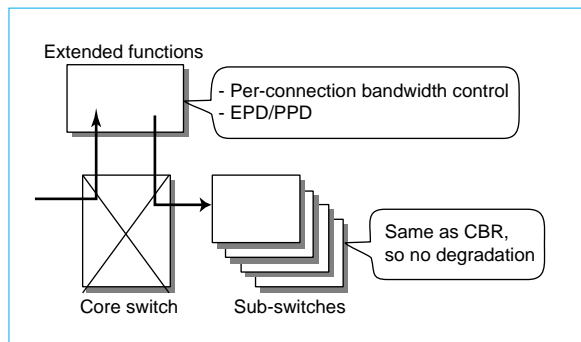 Extended functions
- Per-connection bandwidth control
- EPD/PPD
Same as CBR,
so no degradation
Core switch
Sub-switches